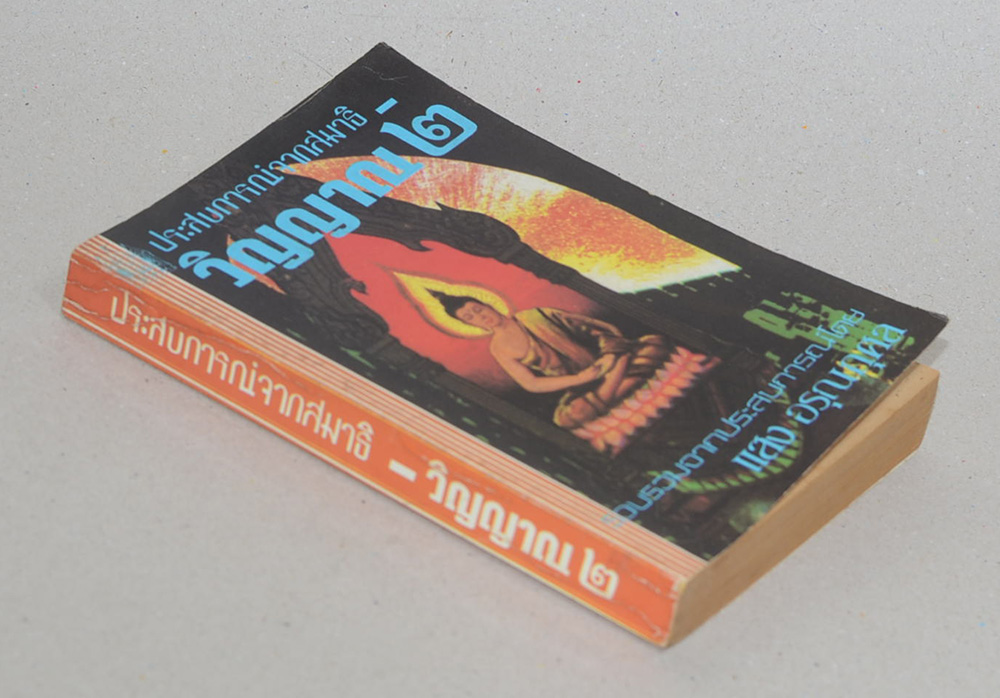 ประสบการณ์จากสมาธิ –
วิญญาณ ๒
รวบรวมจากประสบการณ์โดย
แสง อรุณกุศล
ประสบการณ์จากสมาธิ – วิญญาณ ๒